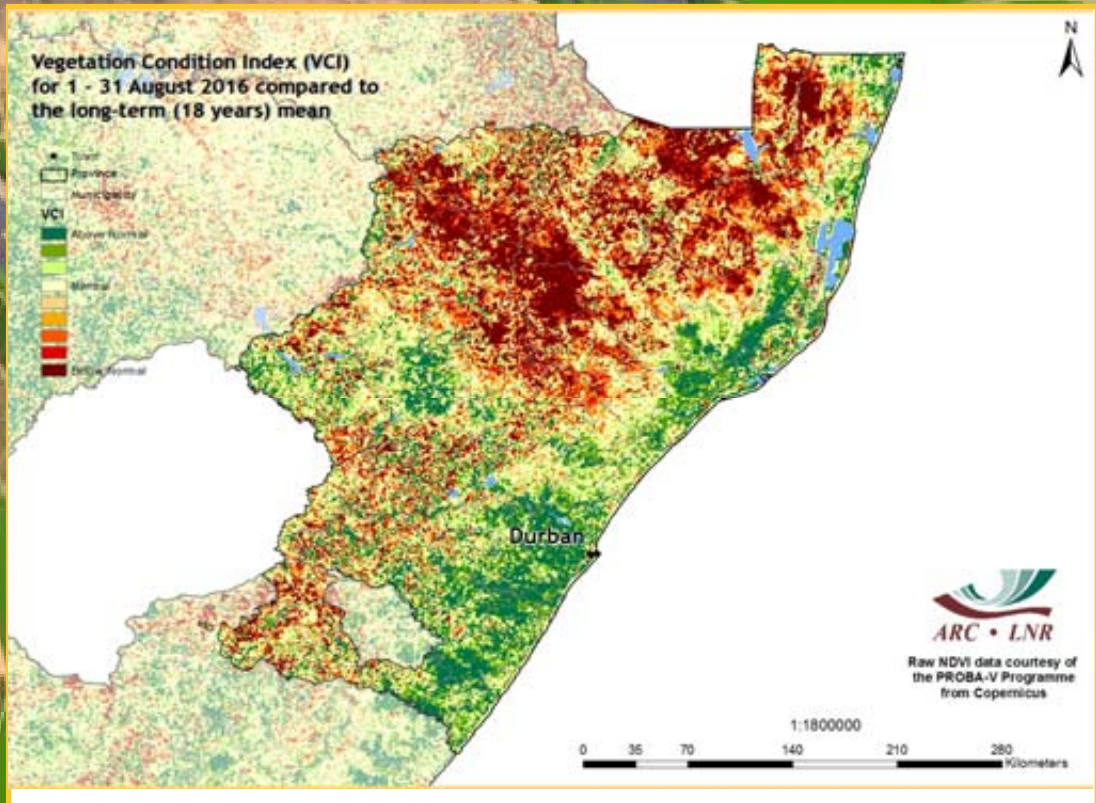 Vegetation Condition Index (VCI)
for 1 - 31 August 2016 compared to
the long-term (18 years) mean
N
Town
Province
Municipality
VCI
Above Normal
Normal
Below Normal
Durban
ARC • LNR
Raw NDVI data courtesy of
the PROBA-V Programme
from Copernicus
1:1800000
0 35 70 140 210 280
Kilometers